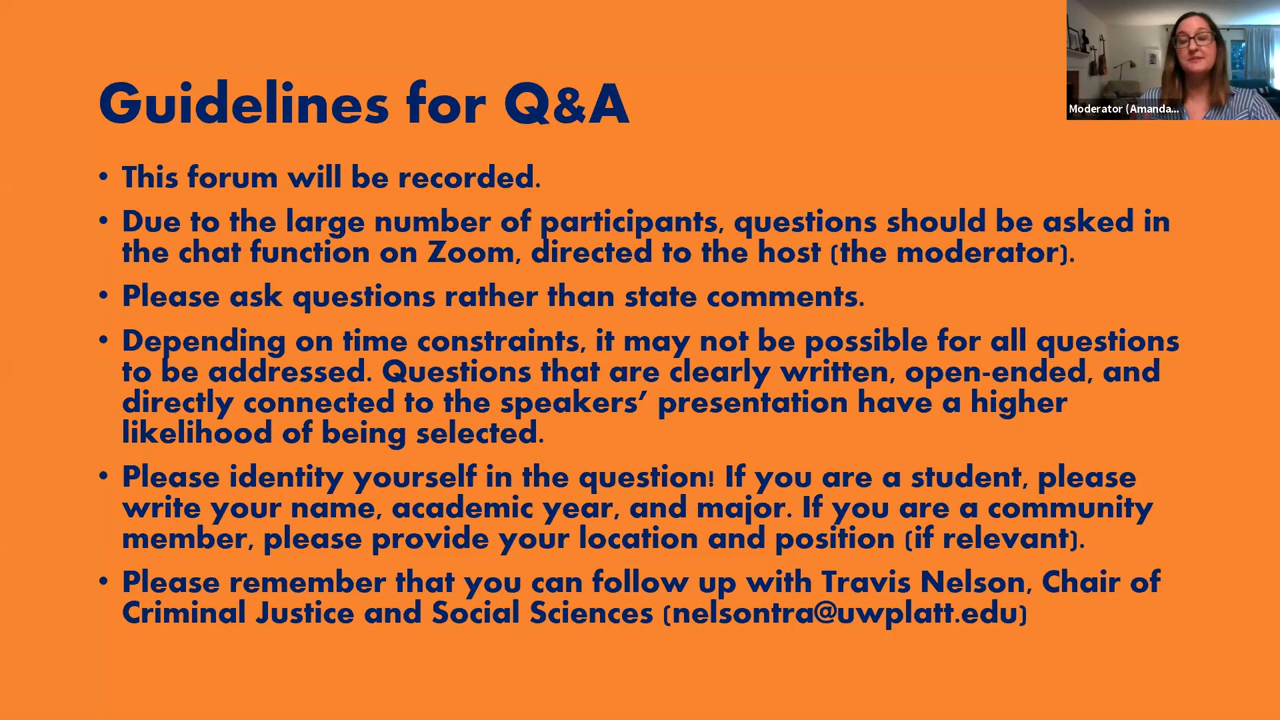 Guidelines for Q&A
Moderator (Amanda...
• This forum will be recorded.
• Due to the large number of participants, questions should be asked in
the chat function on Zoom, directed to the host (the moderator).
• Please ask questions rather than state comments.
• Depending on time constraints, it may not be possible for all questions
to be addressed. Questions that are clearly written, open-ended, and
directly connected to the speakers’ presentation have a higher
likelihood of being selected.
• Please identity yourself in the question! If you are a student, please
write your name, academic year, and major. If you are a community
member, please provide your location and position (if relevant).
• Please remember that you can follow up with Travis Nelson, Chair of
Criminal Justice and Social Sciences (nelsontra@uwplatt.edu)